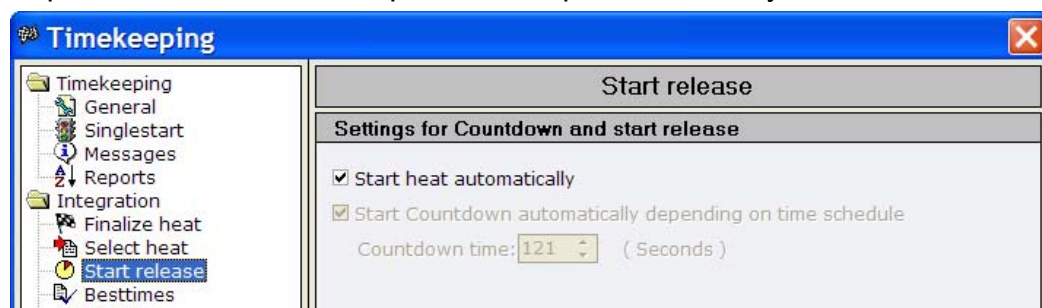 Timekeeping
Timekeeping
General
Singlestart
Messages
Reports
Integration
Finalize heat
Select heat
Start release
Besttimes
Start release
Settings for Countdown and start release
Start heat automatically
Start Countdown automatically depending on time schedule
Countdown time: 121 ( Seconds )